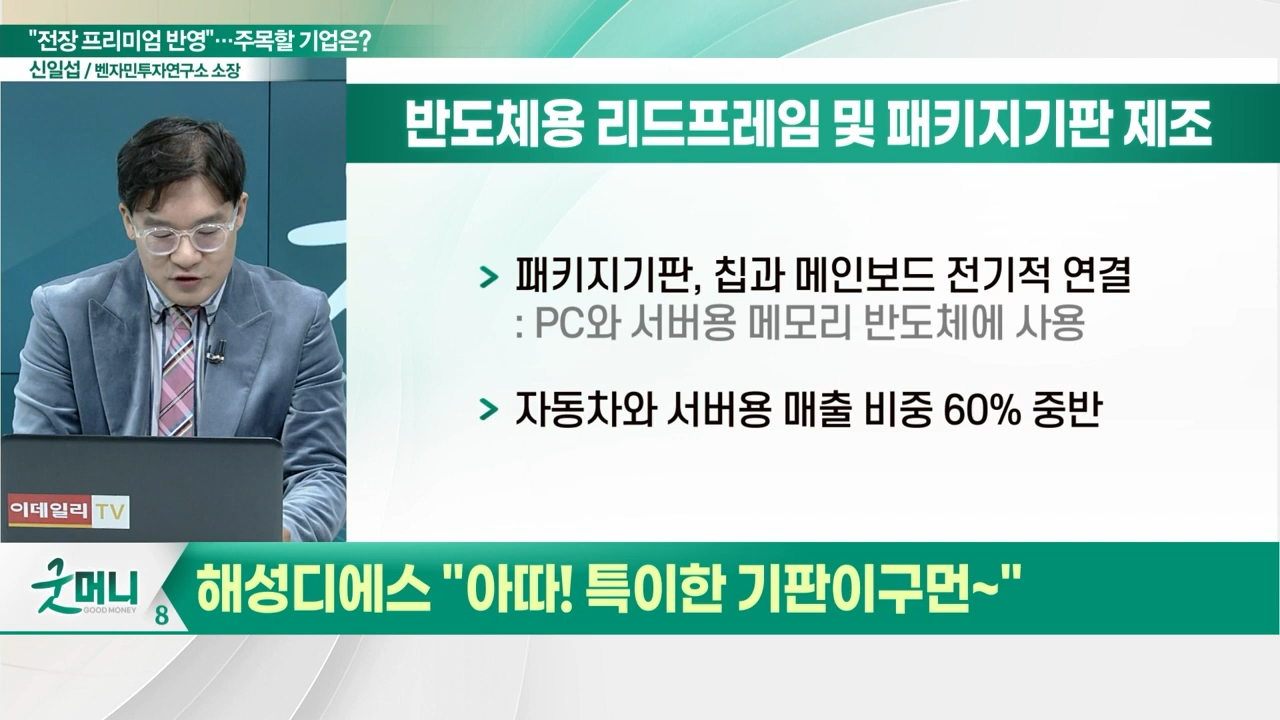 "전장 프리미엄 반영"…주목할 기업은?
신일섭 / 벤자민투자연구소 소장
반도체용 리드프레임 및 패키지기판 제조
> 패키지기판, 칩과 메인보드 전기적 연결
: PC와 서버용 메모리 반도체에 사용
> 자동차와 서버용 매출 비중 60% 중반
이데일리 TV
굿머니
GOOD MONEY
8
해성디에스 "아따! 특이한 기판이구먼~"